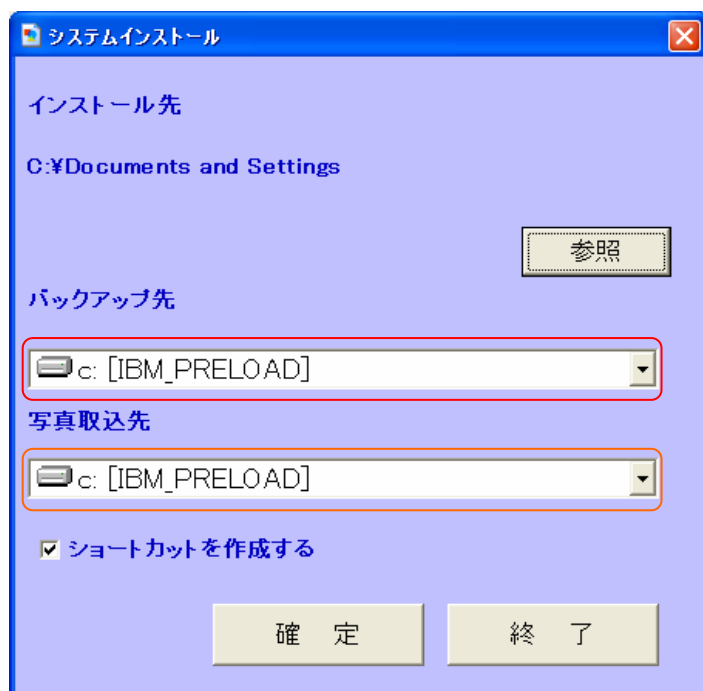 システムインストール
インストール先
C:¥Documents and Settings
参照
バックアップ先
c: [IBM_PRELOAD]
写真取込先
c: [IBM_PRELOAD]
ショートカットを作成する
確 定
終 了